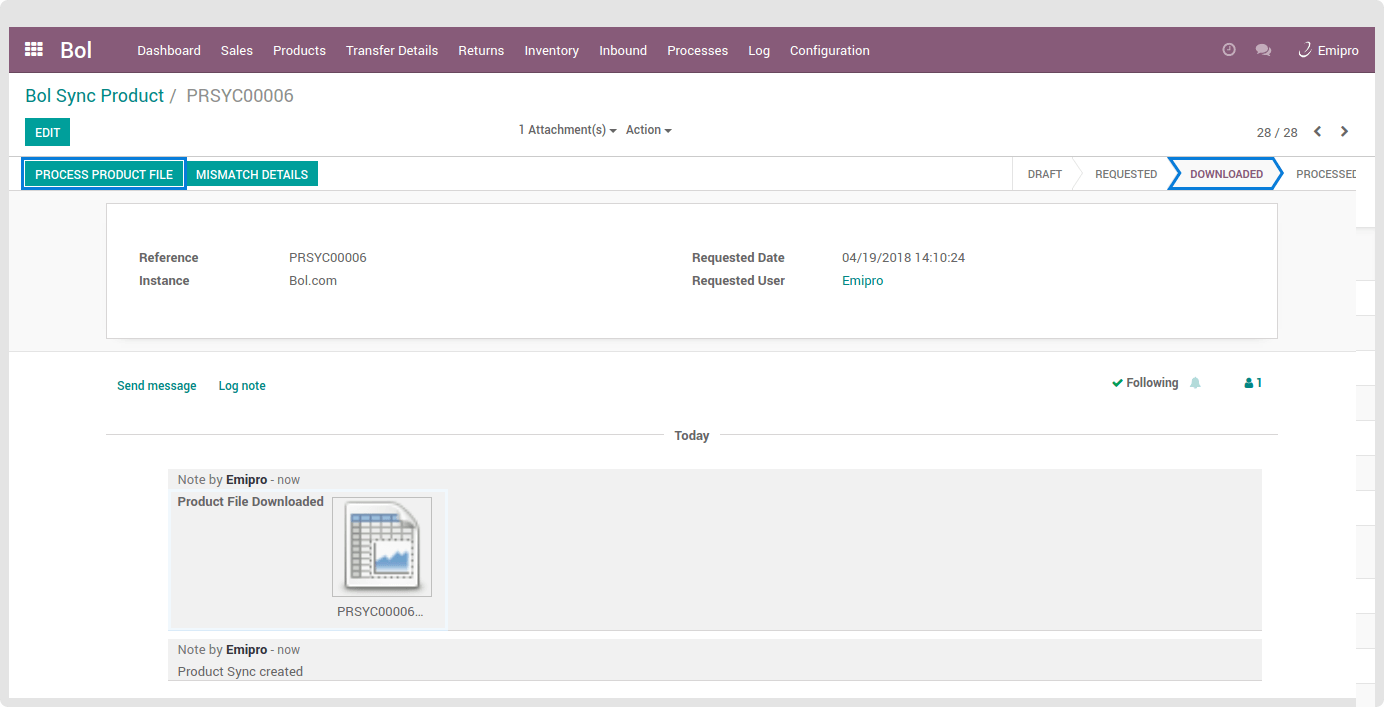 Bol Dashboard Sales Products Transfer Details Returns Inventory Inbound Processes Log Configuration Emipro
Bol Sync Product / PRSYC00006
EDIT 1 Attachment(s) Action 28 / 28
PROCESS PRODUCT FILE MISMATCH DETAILS DRAFT REQUESTED DOWNLOADED PROCESSED
Reference PRSYC00006 Requested Date 04/19/2018 14:10:24
Instance Bol.com Requested User Emipro
Send message Log note Following 1
Today
Note by Emipro - now
Product File Downloaded
PRSYC00006...
Note by Emipro - now
Product Sync created